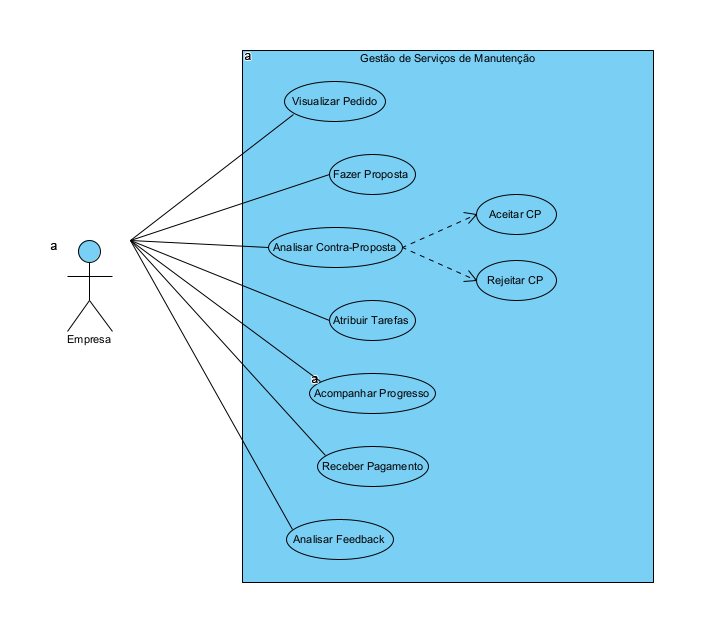 a
Gestão de Serviços de Manutenção
Visualizar Pedido
Fazer Proposta
Aceitar CP
a
Analisar Contra-Proposta
Rejeitar CP
Atribuir Tarefas
Empresa
a
Acompanhar Progresso
Receber Pagamento
Analisar Feedback